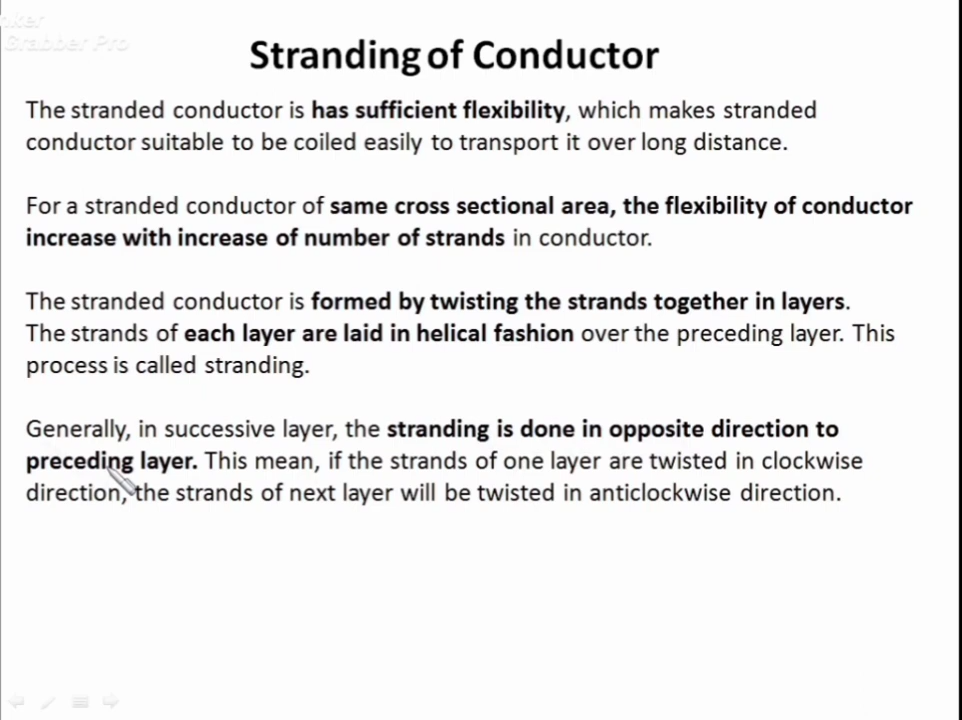 nker
Grabber Pro
Stranding of Conductor
The stranded conductor is has sufficient flexibility, which makes stranded
conductor suitable to be coiled easily to transport it over long distance.
For a stranded conductor of same cross sectional area, the flexibility of conductor
increase with increase of number of strands in conductor.
The stranded conductor is formed by twisting the strands together in layers.
The strands of each layer are laid in helical fashion over the preceding layer. This
process is called stranding.
Generally, in successive layer, the stranding is done in opposite direction to
preceding layer. This mean, if the strands of one layer are twisted in clockwise
direction, the strands of next layer will be twisted in anticlockwise direction.